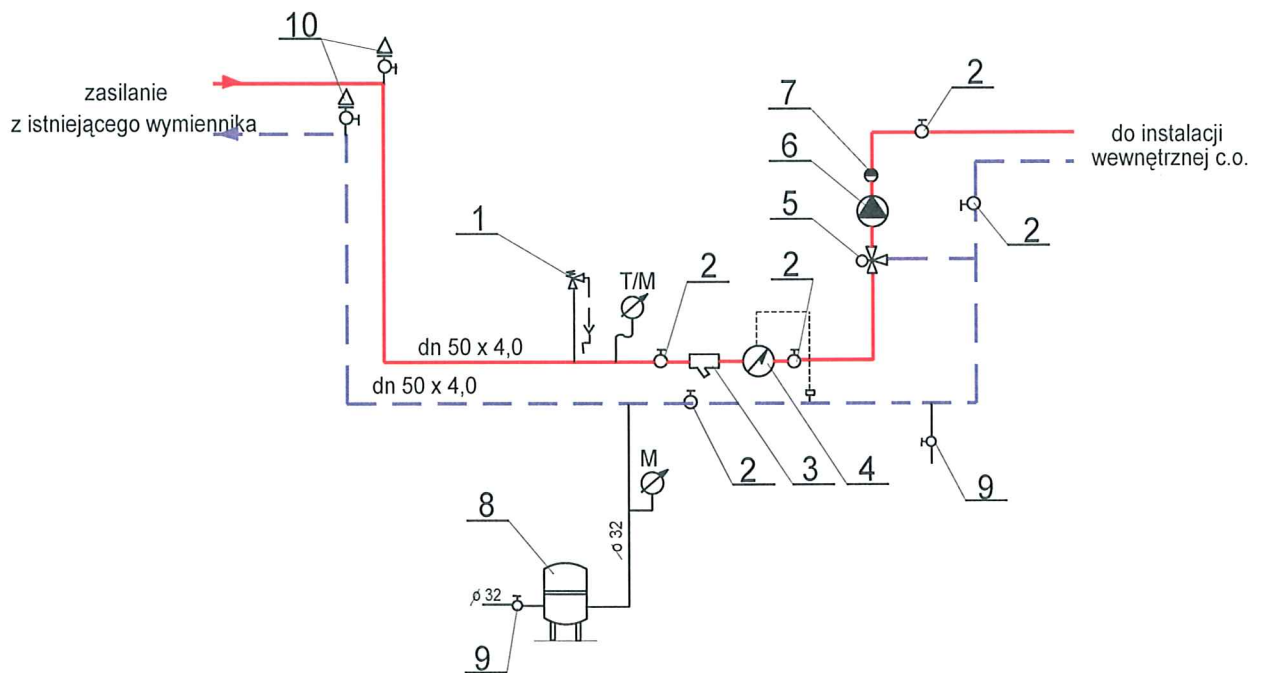 10
zasilanie
z istniejącego wymiennika
7
2
6
do instalacji
wewnętrznej c.o.
5
2
1
T/M
2
2
dn 50 x 4,0
dn 50 x 4,0
M
2
3
4
9
8
ø 32
ø 32
9